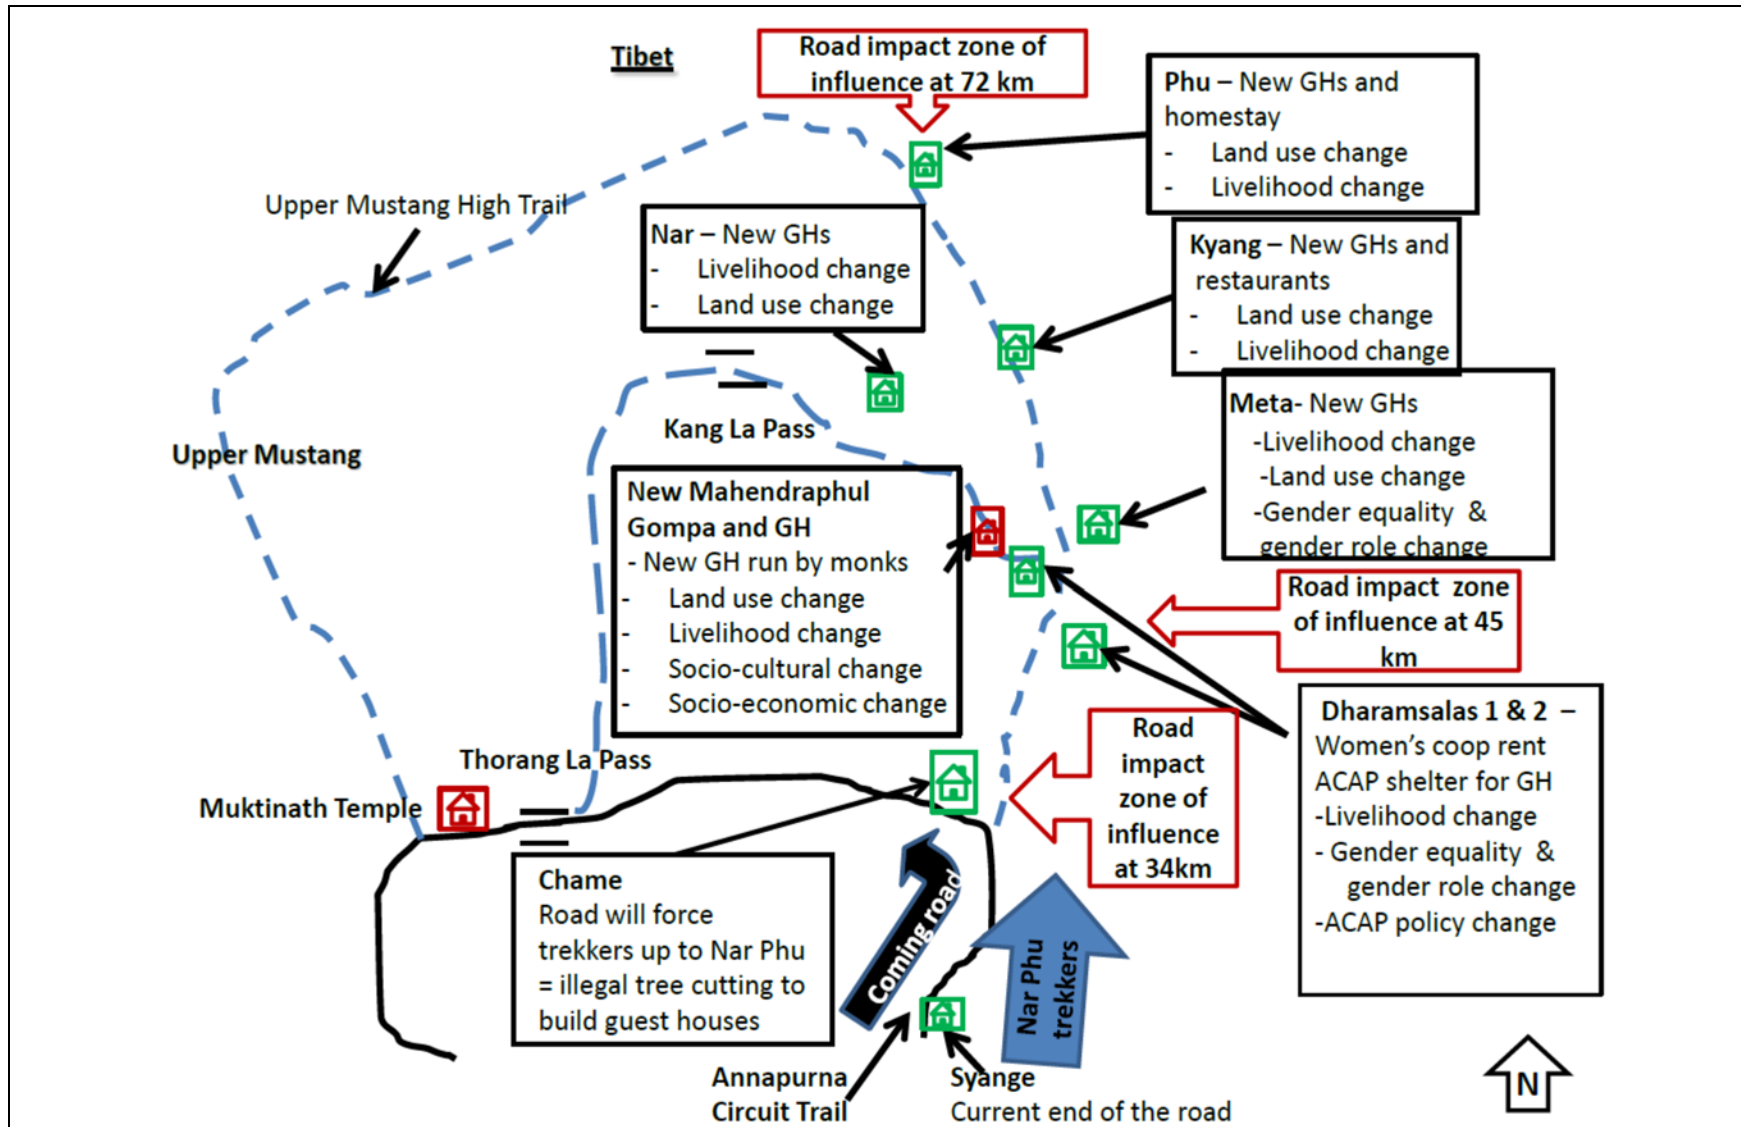 Tibet
Road impact zone of
influence at 72 km
Phu – New GHs and
homestay
- Land use change
- Livelihood change
Upper Mustang High Trail
Nar – New GHs
- Livelihood change
- Land use change
Kyang – New GHs and
restaurants
- Land use change
- Livelihood change
Kang La Pass
Meta- New GHs
-Livelihood change
-Land use change
-Gender equality &
gender role change
Upper Mustang
New Mahendraphul
Gompa and GH
- New GH run by monks
- Land use change
- Livelihood change
- Socio-cultural change
- Socio-economic change
Road impact zone
of influence at 45
km
Dharamsalas 1 & 2 –
Women's coop rent
ACAP shelter for GH
-Livelihood change
- Gender equality &
gender role change
-ACAP policy change
Road
impact
zone of
influence
at 34km
Thorang La Pass
Muktinath Temple
Chame
Road will force
trekkers up to Nar Phu
= illegal tree cutting to
build guest houses
Coming road
Nar Phu
trekkers
Annapurna
Circuit Trail
Syange
Current end of the road
N